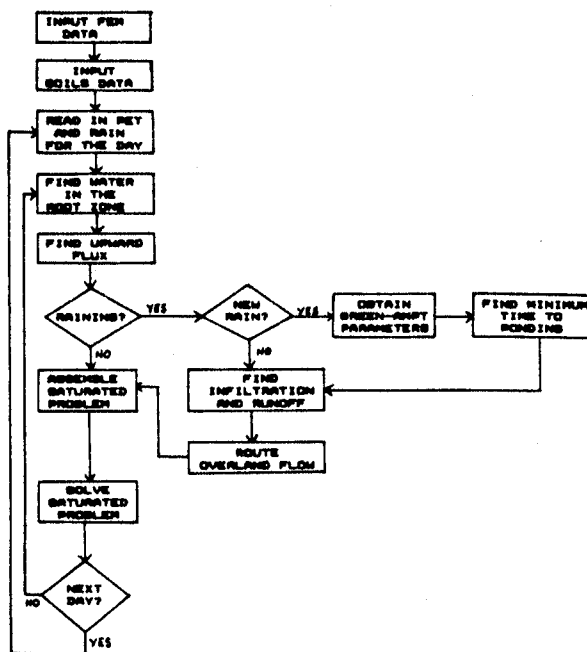 INPUT FEM
DATA
INPUT
SOILS DATA
READ IN PET
AND RAIN
FOR THE DAY
FIND WATER
IN THE
ROOT ZONE
FIND UPWARD
FLUX
RAINING?
YES
NEW
RAIN?
YES
OBTAIN
GREEN-AMPT
PARAMETERS
FIND MINIMUM
TIME TO
PONDING
NO
NO
ASSEMBLE
SATURATED
PROBLEM
FIND
INFILTRATION
AND RUNOFF
ROUTE
OVERLAND FLOW
SOLVE
SATURATED
PROBLEM
NEXT
DAY?
NO
YES